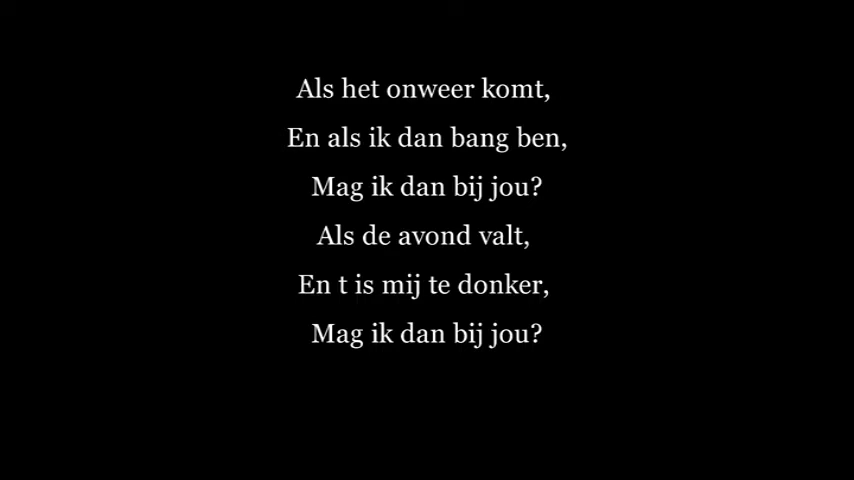 Als het onweer komt,
En als ik dan bang ben,
Mag ik dan bij jou?
Als de avond valt,
En t is mij te donker,
Mag ik dan bij jou?